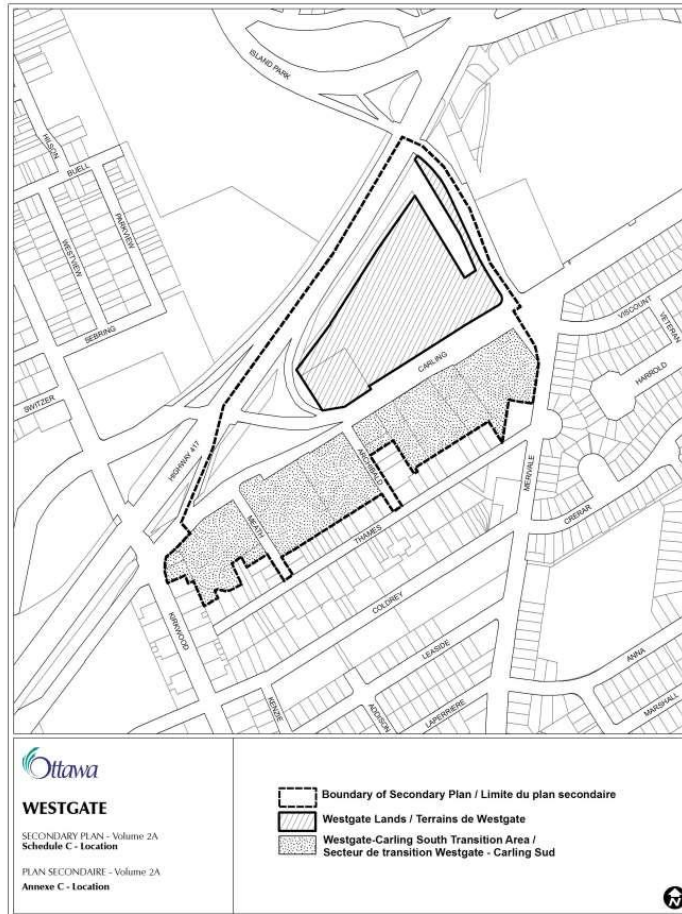 ISLAND PARK
HILSON
BUELL
PARKVIEW
WESTVIEW
SEBRING
SWITZER
HIGHWAY 417
CARLING
VISCOUNT
VETERAN
HARROLD
ARCHIBALD
MERIVALE
MEATH
THAMES
CRERAR
COLDREY
KIRKWOOD
LEASIDE
ANNA
KENZIE
ADDISON
LAPERRIERE
MARSHALL
Ottawa
WESTGATE
SECONDARY PLAN - Volume 2A
Schedule C - Location
PLAN SECONDAIRE - Volume 2A
Annexe C - Location
Boundary of Secondary Plan / Limite du plan secondaire
Westgate Lands / Terrains de Westgate
Westgate-Carling South Transition Area /
Secteur de transition Westgate - Carling Sud
N